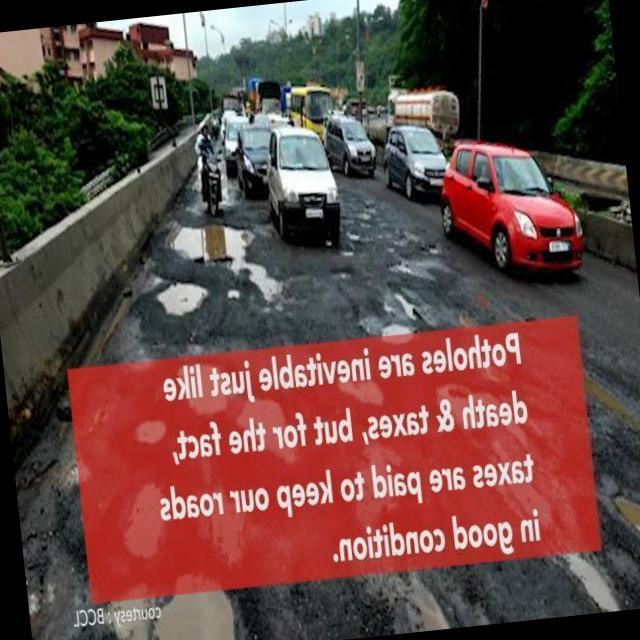 Potholes are inevitable just like
death & taxes, but for the fact,
taxes are paid to keep our roads
in good condition.
courtesy : BCCL